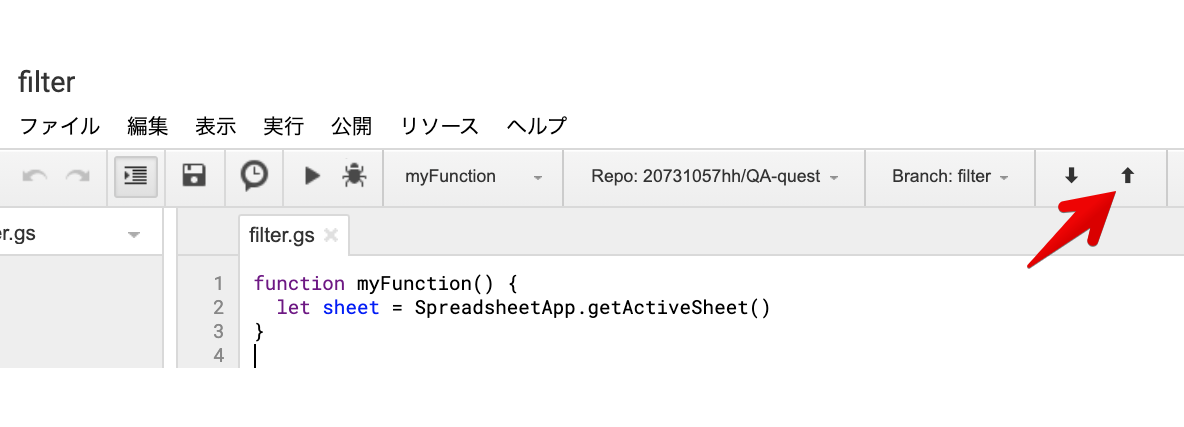 filter
ファイル 編集 表示 実行 公開 リソース ヘルプ
myFunction Repo: 20731057hh/QA-quest Branch: filter
er.gs filter.gs ×
1 function myFunction() {
2 let sheet = SpreadsheetApp.getActiveSheet()
3 }
4